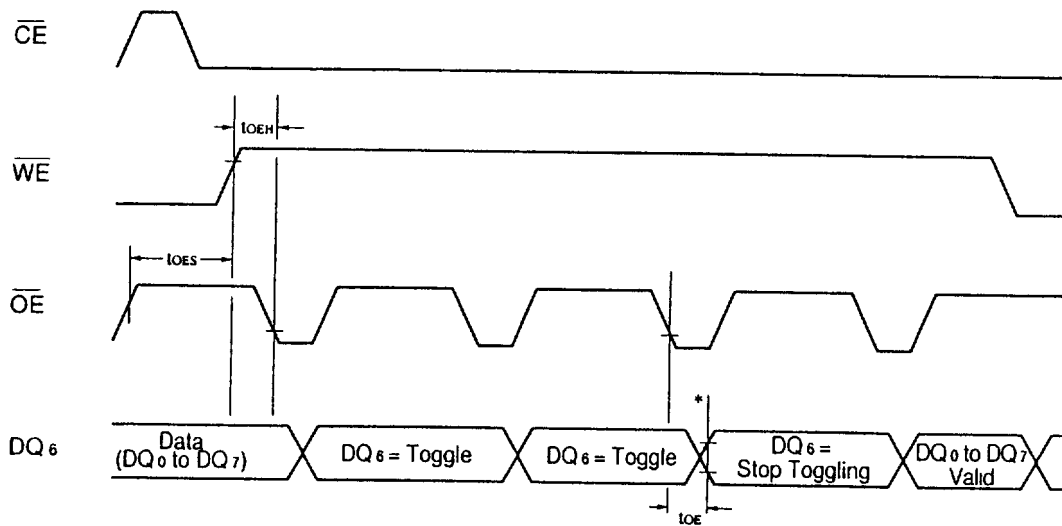 CE
tOEH
WE
tOES
OE
*
DQ6
Data
(DQ0 to DQ7)
DQ6 = Toggle
DQ6 = Toggle
DQ6 =
Stop Toggling
DQ0 to DQ7
Valid
tOE